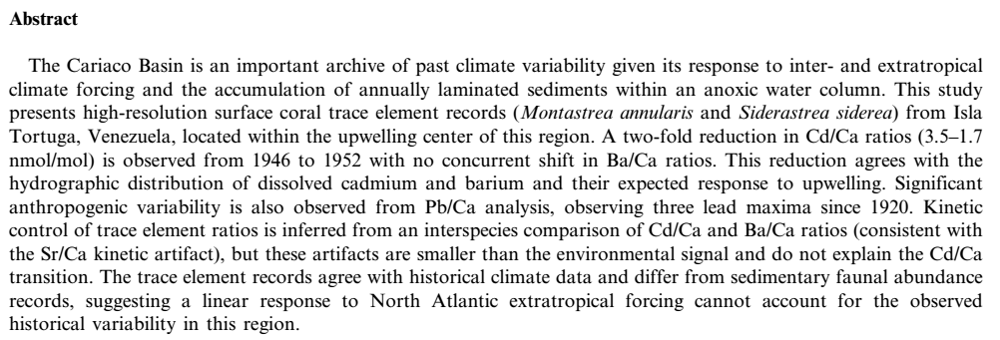 Abstract
The Cariaco Basin is an important archive of past climate variability given its response to inter- and extratropical
climate forcing and the accumulation of annually laminated sediments within an anoxic water column. This study
presents high-resolution surface coral trace element records (Montastrea annularis and Siderastrea siderea) from Isla
Tortuga, Venezuela, located within the upwelling center of this region. A two-fold reduction in Cd/Ca ratios (3.5–1.7
nmol/mol) is observed from 1946 to 1952 with no concurrent shift in Ba/Ca ratios. This reduction agrees with the
hydrographic distribution of dissolved cadmium and barium and their expected response to upwelling. Significant
anthropogenic variability is also observed from Pb/Ca analysis, observing three lead maxima since 1920. Kinetic
control of trace element ratios is inferred from an interspecies comparison of Cd/Ca and Ba/Ca ratios (consistent with
the Sr/Ca kinetic artifact), but these artifacts are smaller than the environmental signal and do not explain the Cd/Ca
transition. The trace element records agree with historical climate data and differ from sedimentary faunal abundance
records, suggesting a linear response to North Atlantic extratropical forcing cannot account for the observed
historical variability in this region.